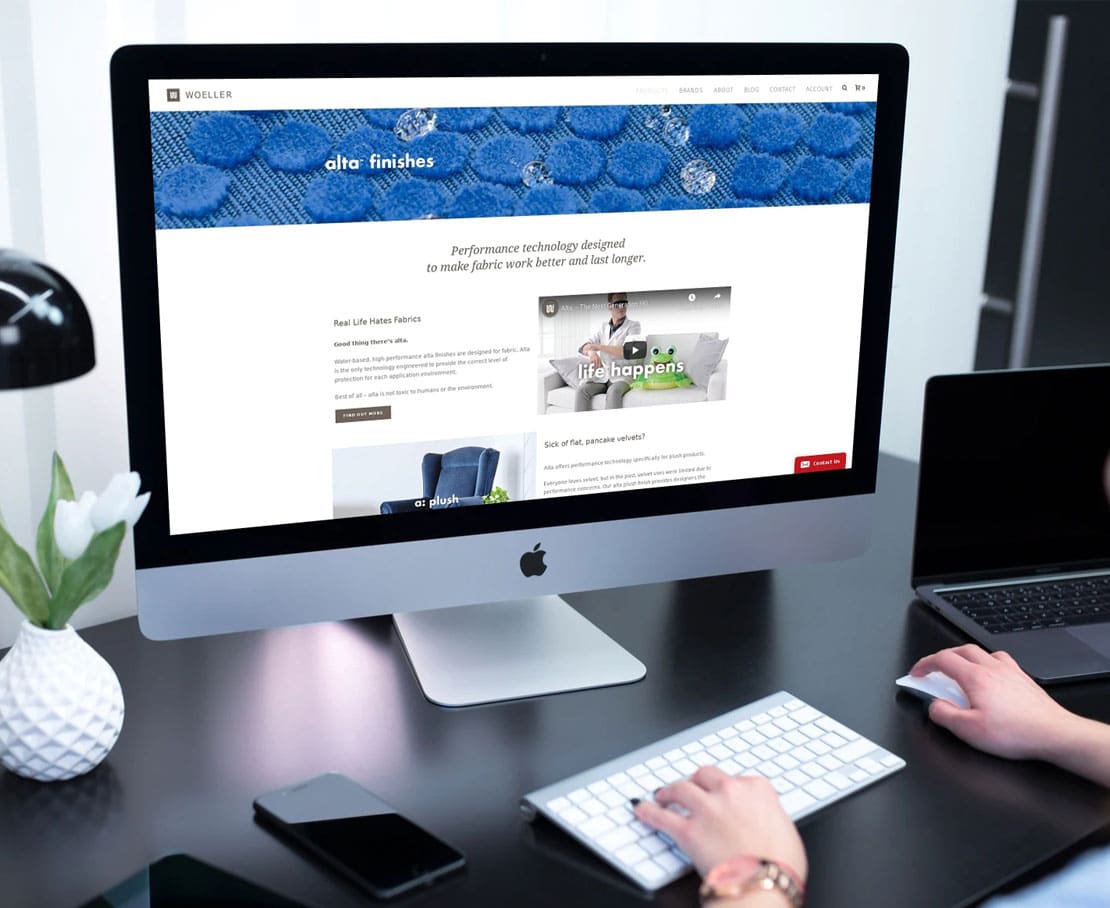 WOELLER
PRODUCTS BRANDS ABOUT BLOG CONTACT ACCOUNT 0
alta finishes
Performance technology designed
to make fabric work better and last longer.
Real Life Hates Fabrics
Good thing there's alta.
Water-based, high-performance alta finishes are designed for fabric. Alta
is the only technology engineered to provide the correct level of
protection for each application environment.
Best of all – alta is not toxic to humans or the environment.
FIND OUT MORE
W Alta – The Next Generation
life happens
a: plush
Sick of flat, pancake velvets?
Alta offers performance technology specifically for plush products.
Everyone loves velvet, but in the past, velvet uses were limited due to
performance concerns. Our alta plush finish provides designers the
Contact Us